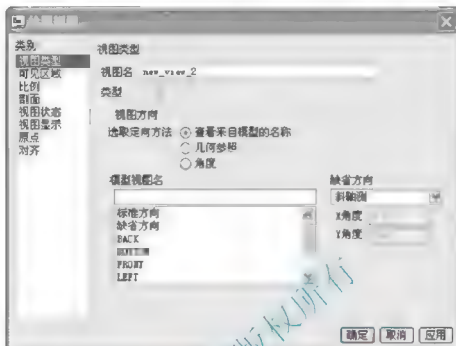 类别
视图类型
可见区域
比例
剖面
视图状态
视图显示
原点
对齐
视图类型
视图名 new_view_2
类型
视图方向
选取定向方法 查看来自模型的名称
几何参照
角度
模型视图名
标准方向
缺省方向
BACK
FRONT
LEFT
缺省方向
斜轴测
X角度
Y角度
确定 取消 应用
版权所有